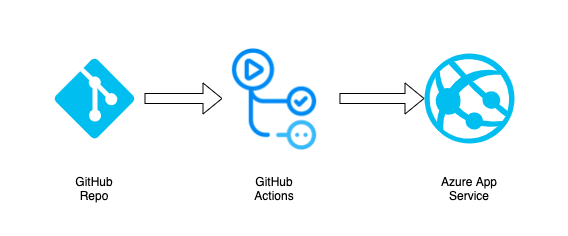 GitHub
Repo
GitHub
Actions
Azure App
Service